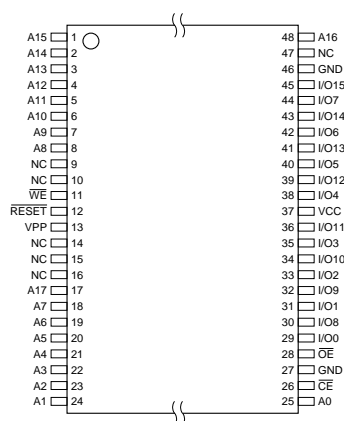 A15 1 48 A16
A14 2 47 NC
A13 3 46 GND
A12 4 45 I/O15
A11 5 44 I/O7
A10 6 43 I/O14
A9 7 42 I/O6
A8 8 41 I/O13
NC 9 40 I/O5
NC 10 39 I/O12
WE 11 38 I/O4
RESET 12 37 VCC
VPP 13 36 I/O11
NC 14 35 I/O3
NC 15 34 I/O10
NC 16 33 I/O2
A17 17 32 I/O9
A7 18 31 I/O1
A6 19 30 I/O8
A5 20 29 I/O0
A4 21 28 OE
A3 22 27 GND
A2 23 26 CE
A1 24 25 A0